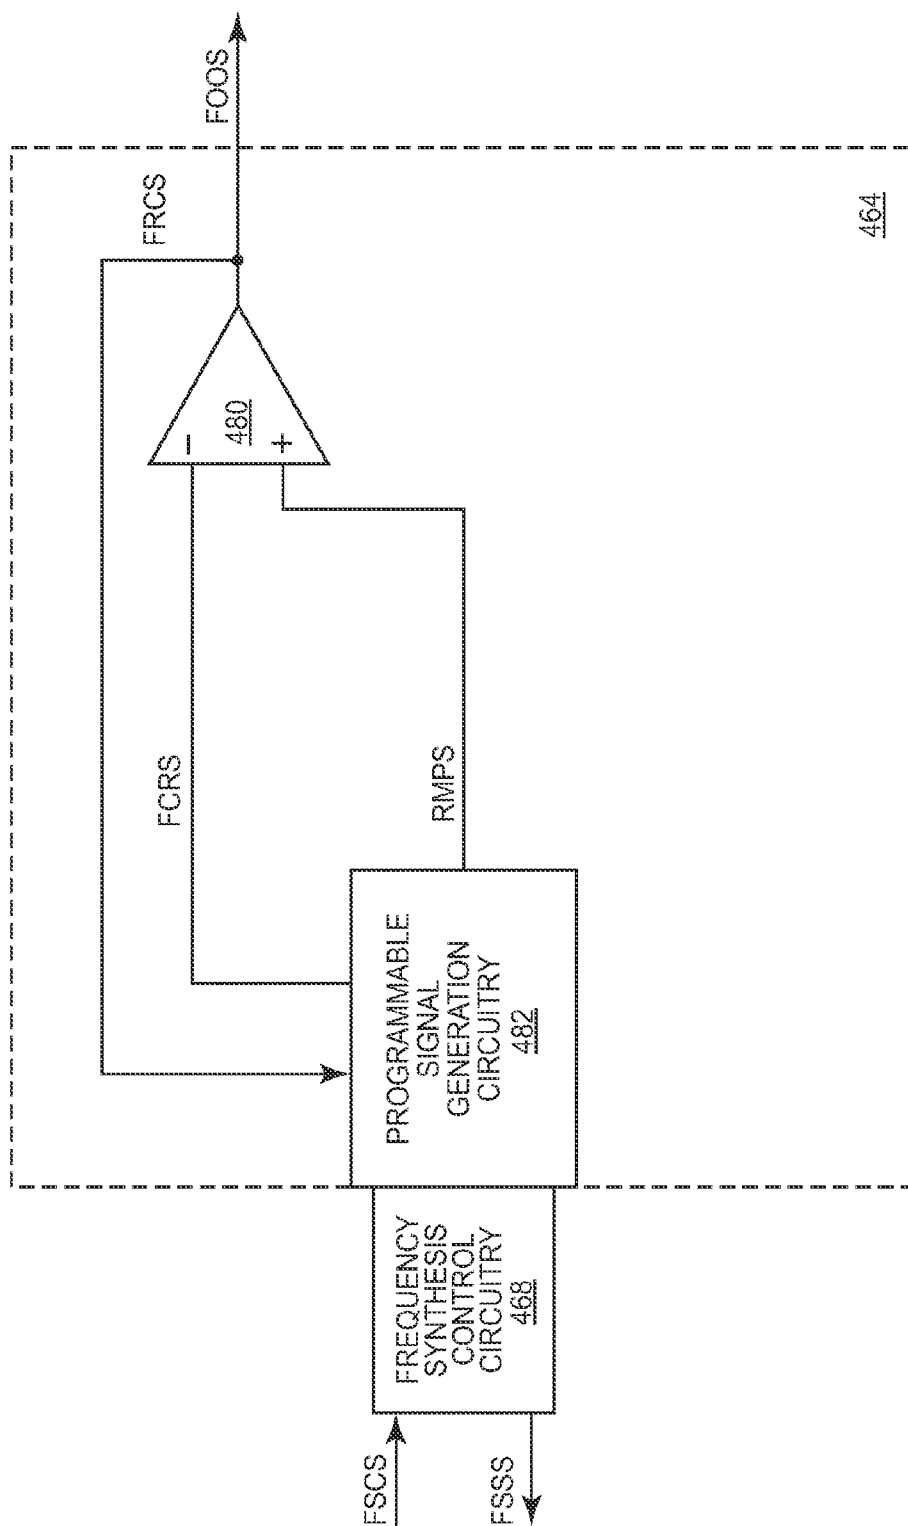 FSCS
FSSS
FREQUENCY
SYNTHESIS
CONTROL
CIRCUITRY
468
PROGRAMMABLE
SIGNAL
GENERATION
CIRCUITRY
482
FCRS
RMPS
-
+
480
FRCS
FOOS
464